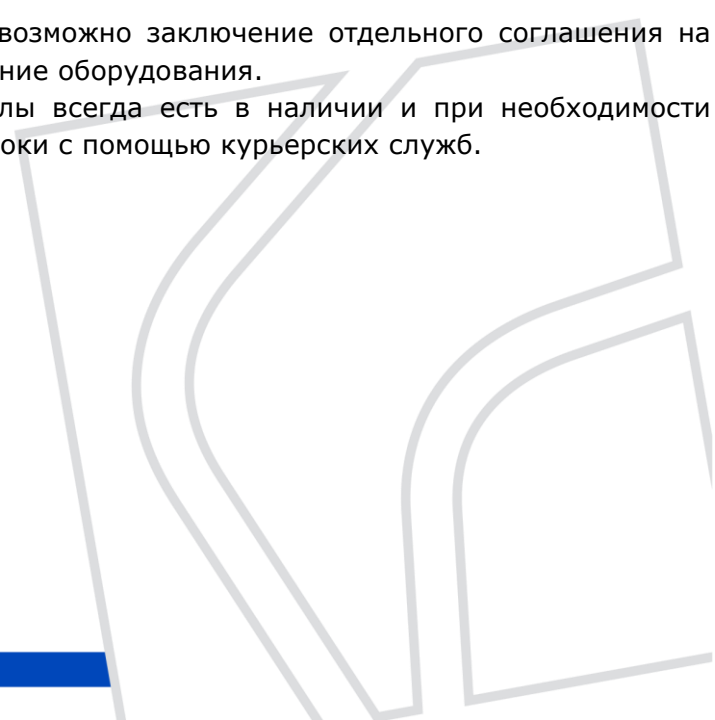 возможно заключение отдельного соглашения на
ние оборудования.
лы всегда есть в наличии и при необходимости
оки с помощью курьерских служб.